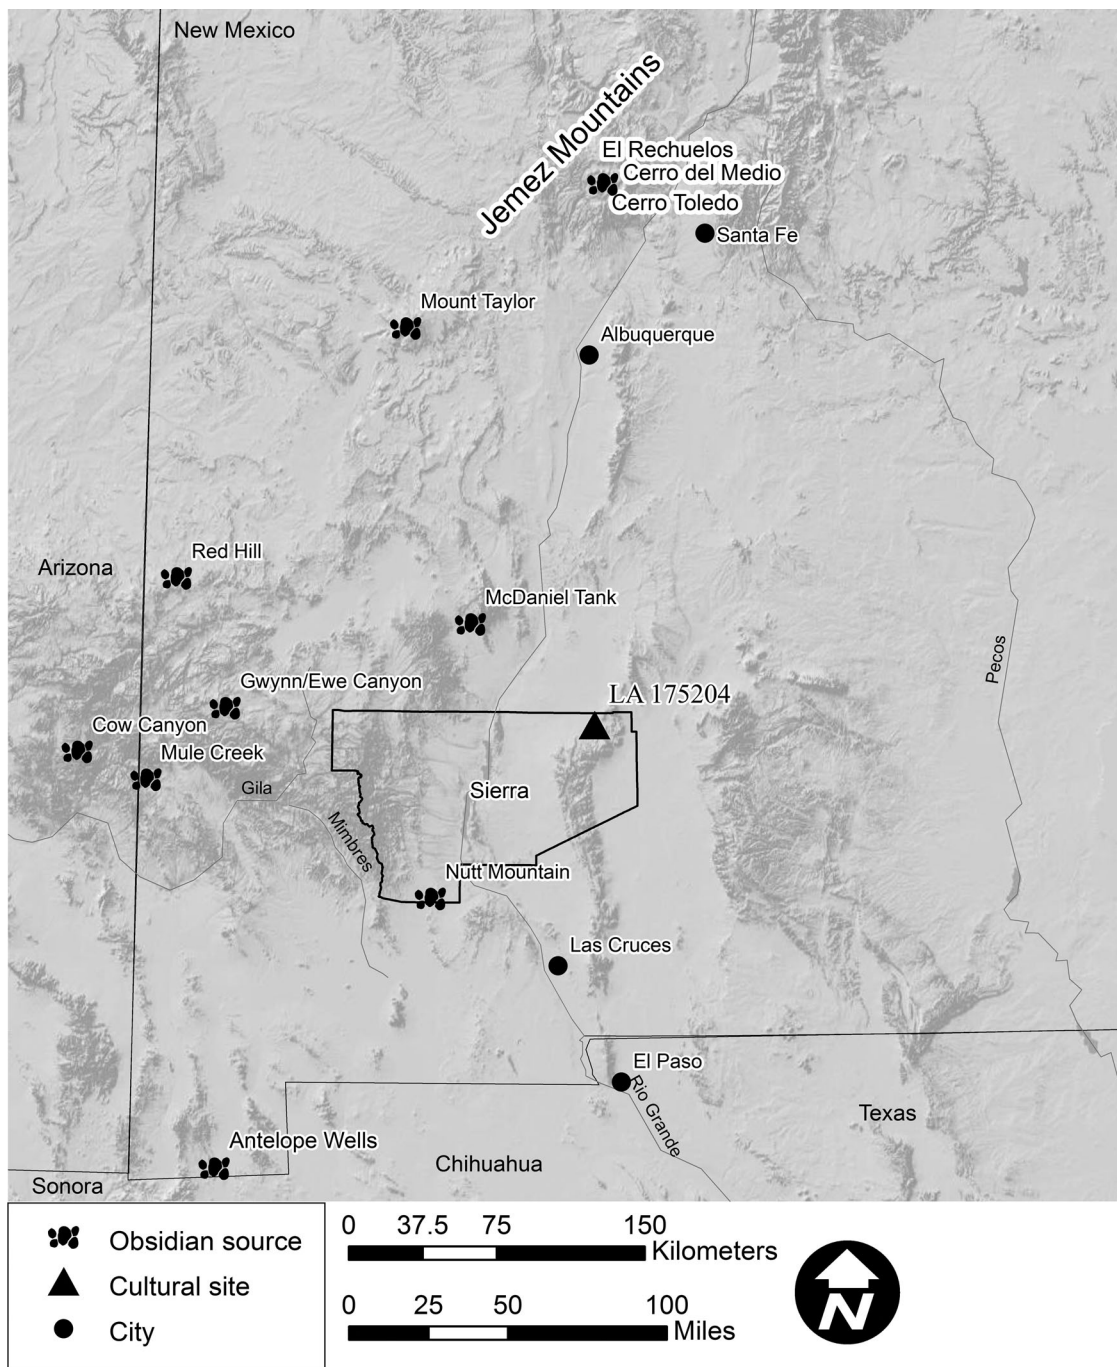 New Mexico
Jemez Mountains
El Rechuelos
Cerro del Medio
Cerro Toledo
Santa Fe
Mount Taylor
Albuquerque
Red Hill
Arizona
McDaniel Tank
Pecos
Gwynn/Ewe Canyon
LA 175204
Cow Canyon
Mule Creek
Gila
Sierra
Mimbres
Nutt Mountain
Las Cruces
El Paso
Rio Grande
Texas
Antelope Wells
Chihuahua
Sonora
Obsidian source
Cultural site
City
0 37.5 75 150
Kilometers
0 25 50 100
Miles
N